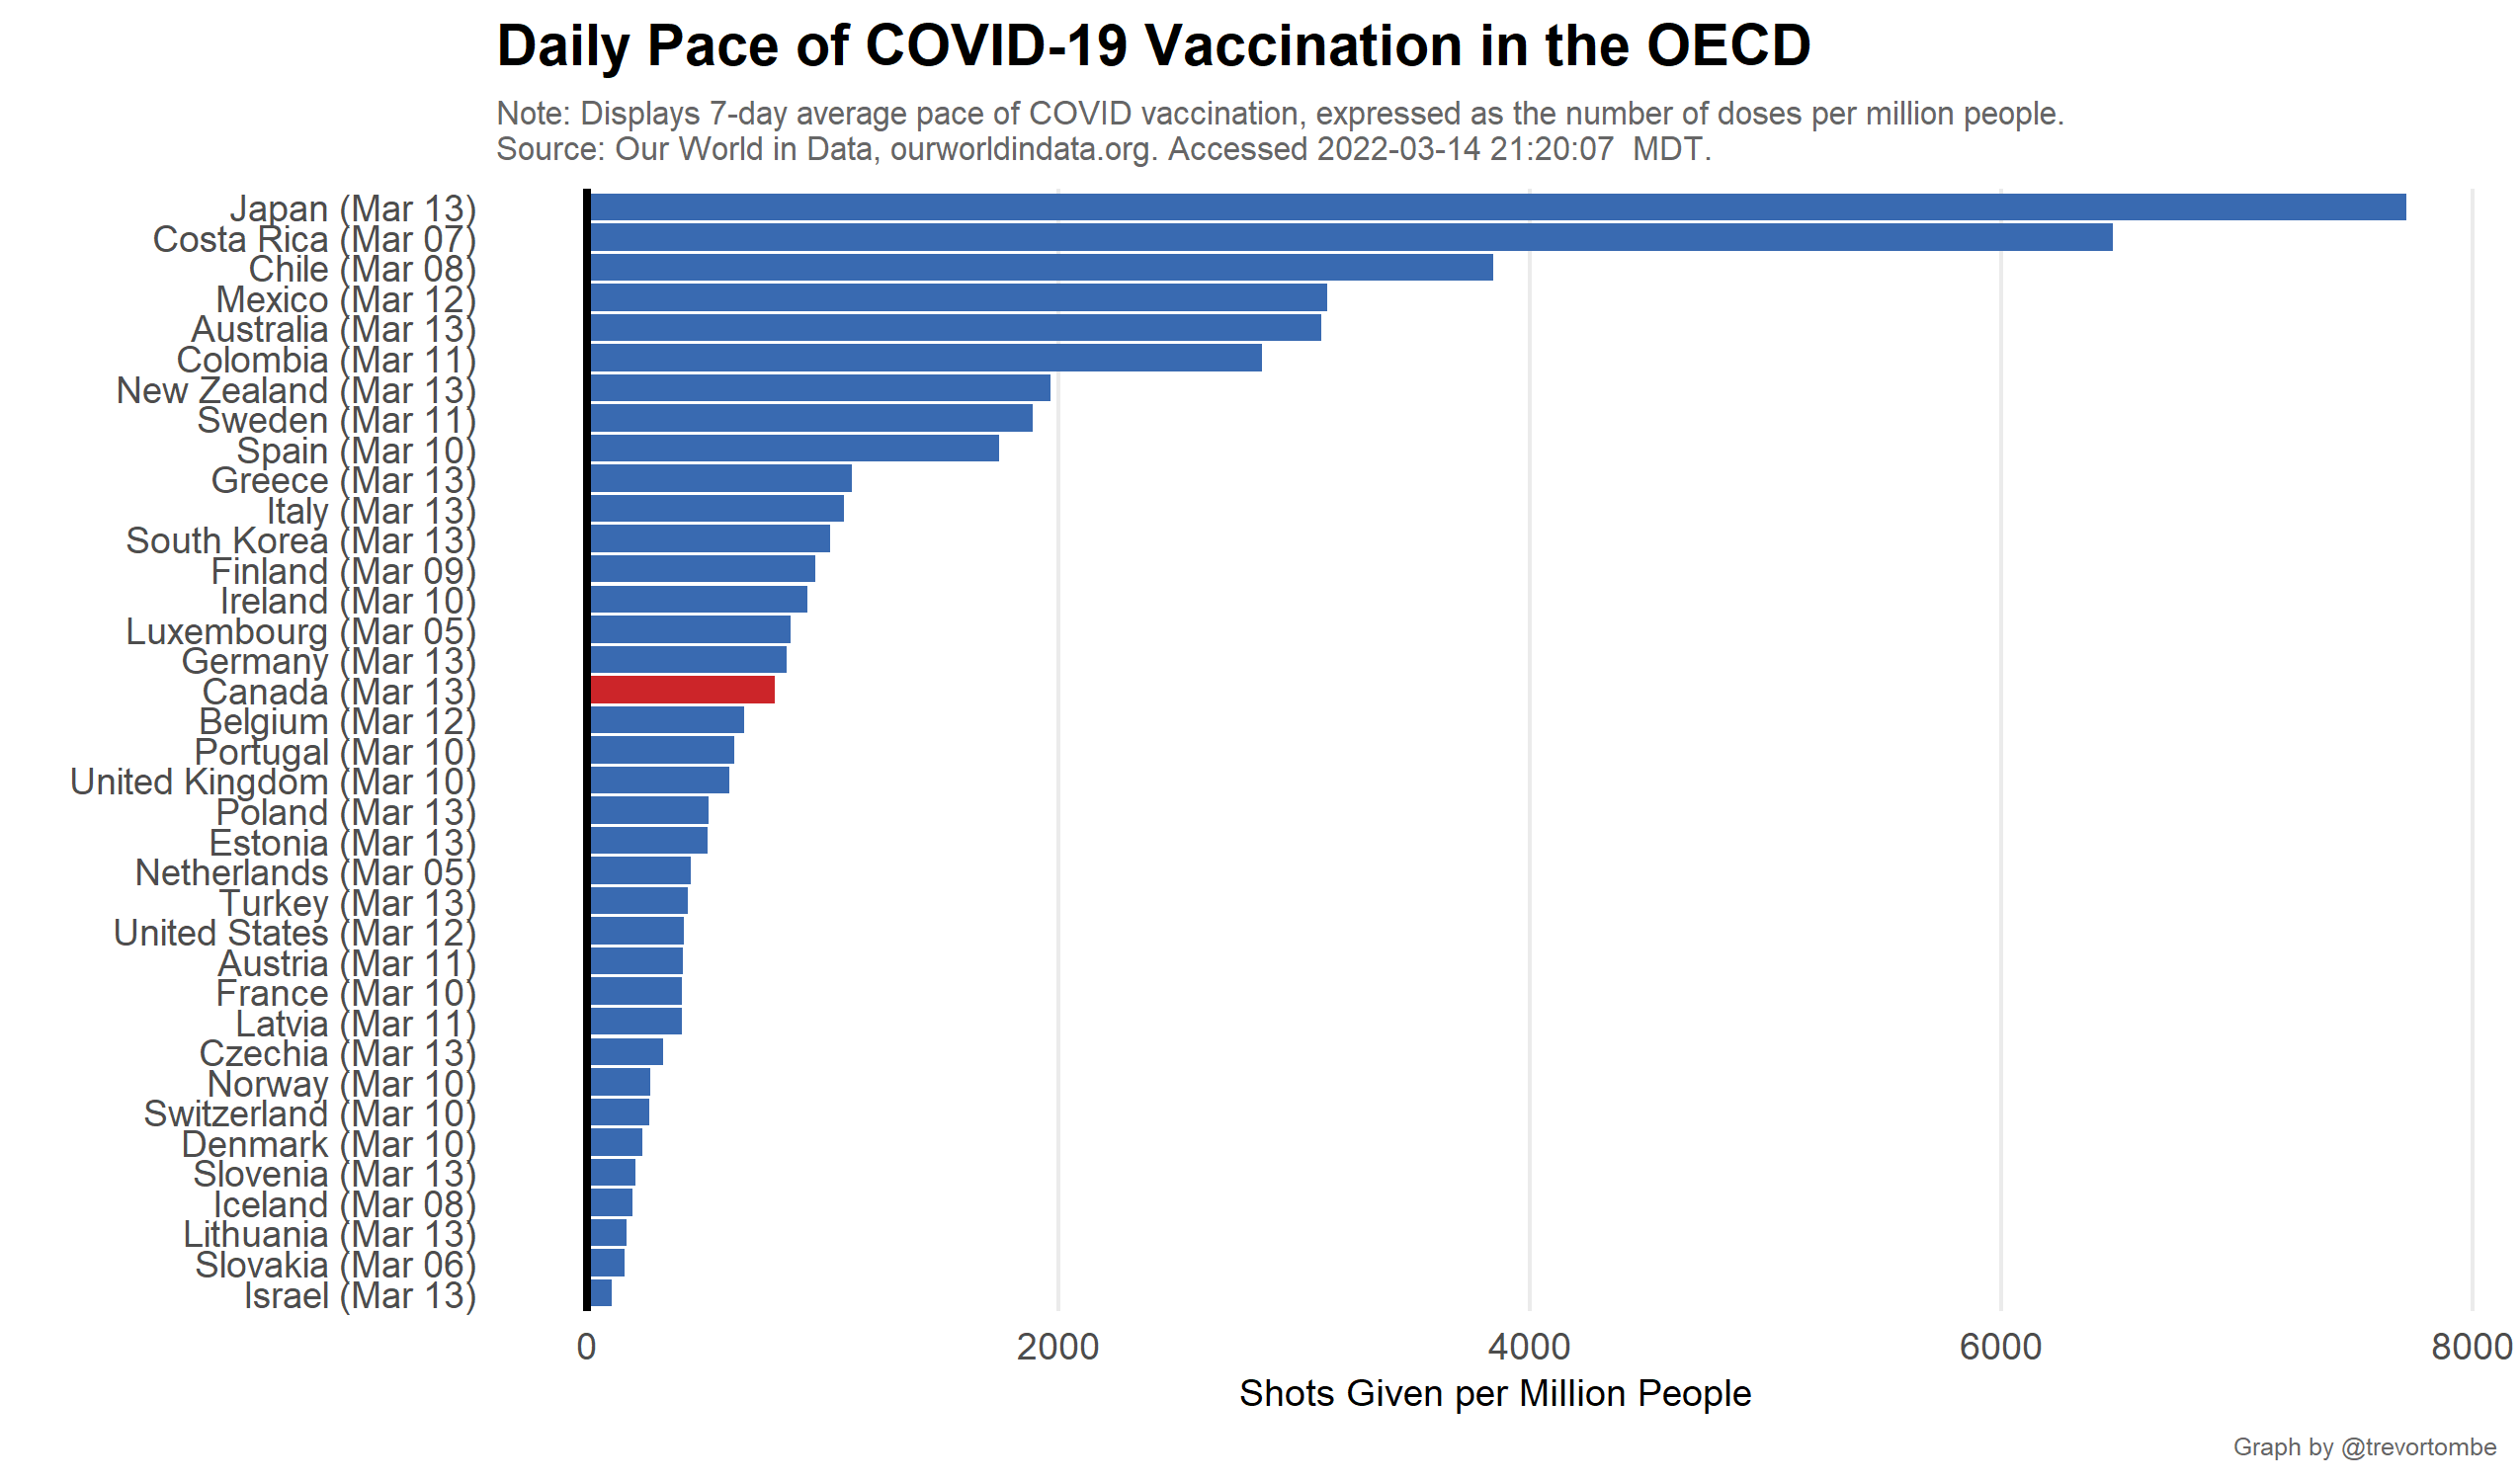 Daily Pace of COVID-19 Vaccination in the OECD
Note: Displays 7-day average pace of COVID vaccination, expressed as the number of doses per million people.
Source: Our World in Data, ourworldindata.org. Accessed 2022-03-14 21:20:07  MDT.
Japan (Mar 13)
Costa Rica (Mar 07)
Chile (Mar 08)
Mexico (Mar 12)
Australia (Mar 13)
Colombia (Mar 11)
New Zealand (Mar 13)
Sweden (Mar 11)
Spain (Mar 10)
Greece (Mar 13)
Italy (Mar 13)
South Korea (Mar 13)
Finland (Mar 09)
Ireland (Mar 10)
Luxembourg (Mar 05)
Germany (Mar 13)
Canada (Mar 13)
Belgium (Mar 12)
Portugal (Mar 10)
United Kingdom (Mar 10)
Poland (Mar 13)
Estonia (Mar 13)
Netherlands (Mar 05)
Turkey (Mar 13)
United States (Mar 12)
Austria (Mar 11)
France (Mar 10)
Latvia (Mar 11)
Czechia (Mar 13)
Norway (Mar 10)
Switzerland (Mar 10)
Denmark (Mar 10)
Slovenia (Mar 13)
Iceland (Mar 08)
Lithuania (Mar 13)
Slovakia (Mar 06)
Israel (Mar 13)
0 2000 4000 6000 8000
Shots Given per Million People
Graph by @trevortombe